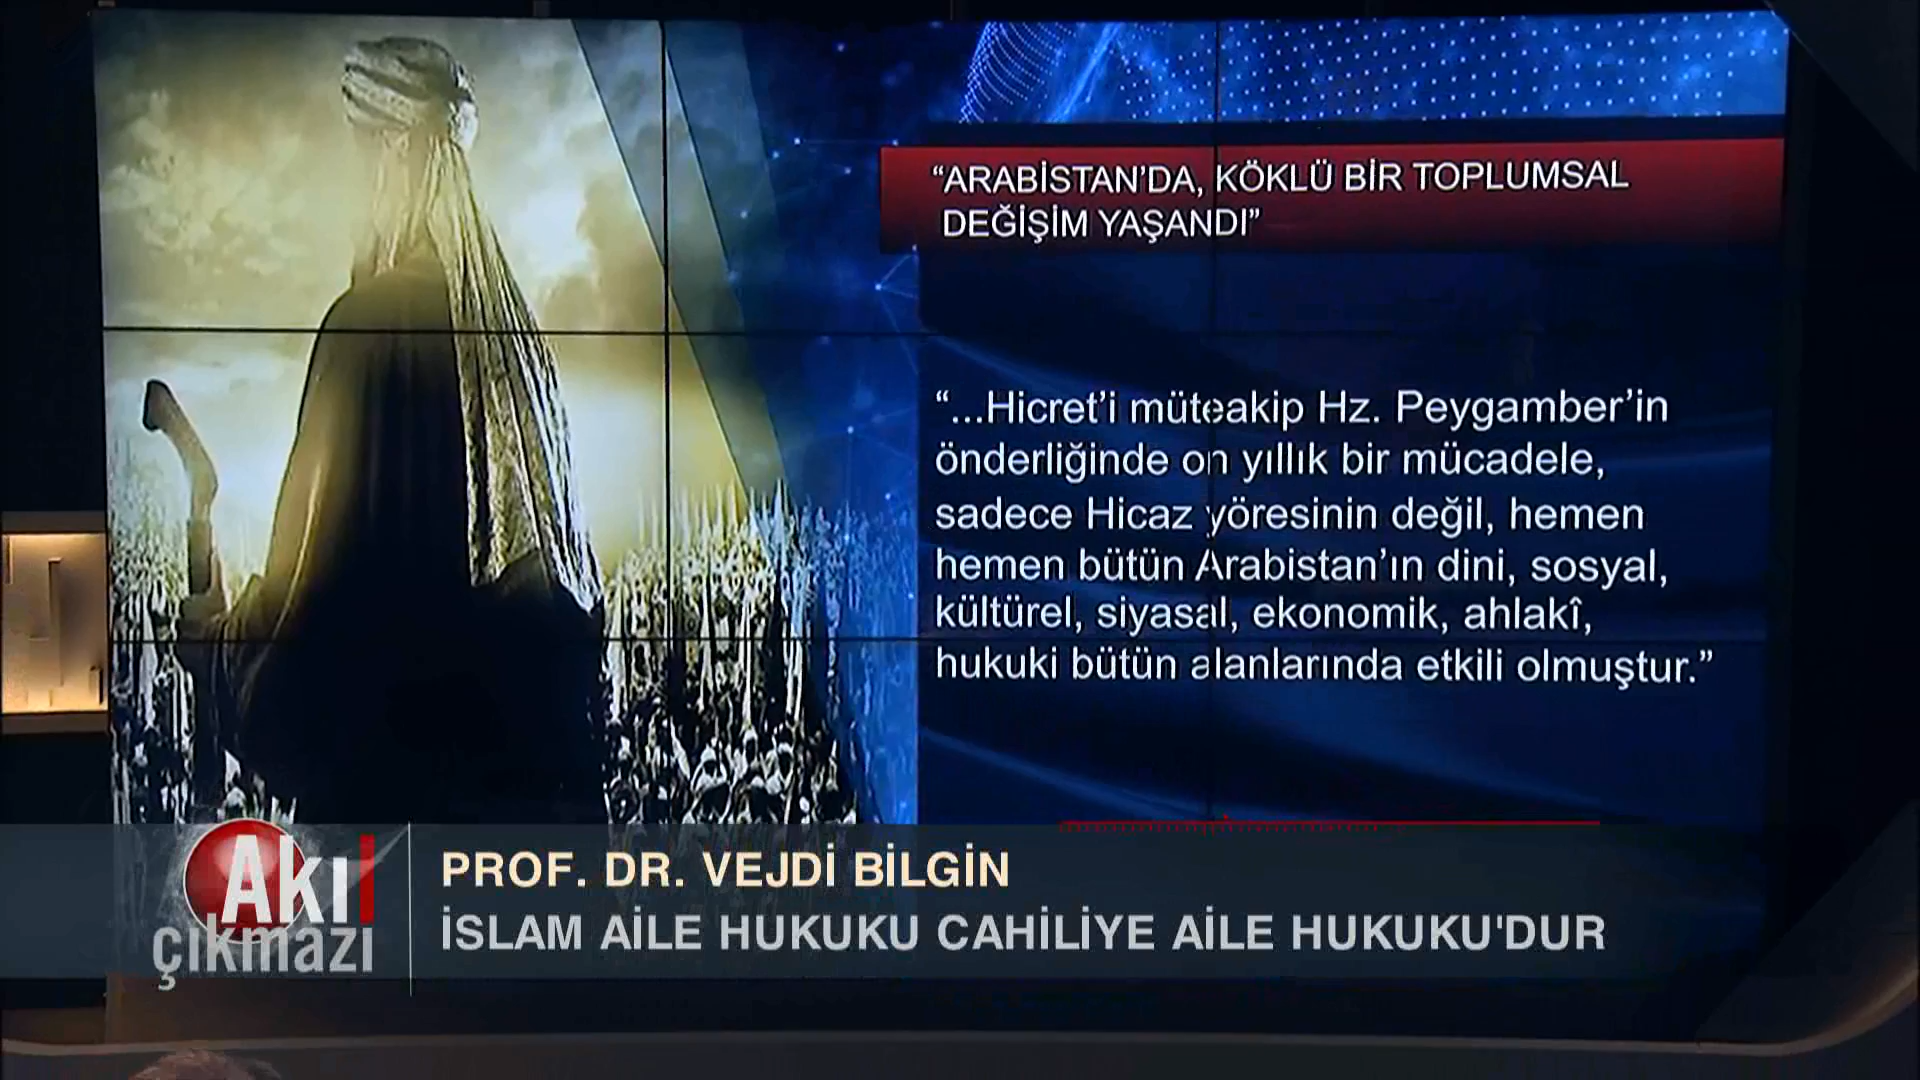 “ARABİSTAN’DA, KÖKLÜ BİR TOPLUMSAL
DEĞİŞİM YAŞANDI”
“...Hicret’i müteakip Hz. Peygamber’in
önderliğinde on yıllık bir mücadele,
sadece Hicaz yöresinin değil, hemen
hemen bütün Arabistan’ın dini, sosyal,
kültürel, siyasal, ekonomik, ahlakî,
hukuki bütün alanlarında etkili olmuştur.”
Akıl
çıkmazı
PROF. DR. VEJDİ BİLGİN
İSLAM AİLE HUKUKU CAHİLİYE AİLE HUKUKU'DUR